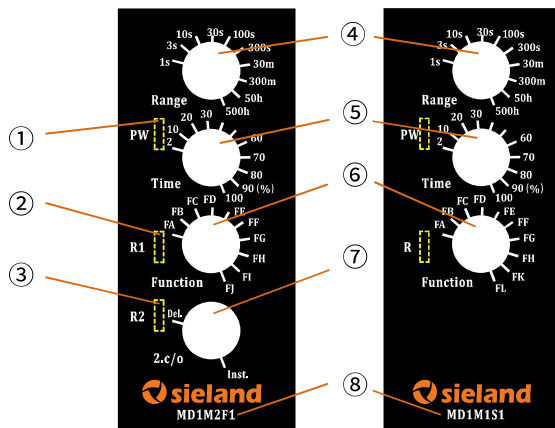 10s 30s 100s
3s 300s
1s 30m
300m
50h
Range 500h
①
PW
20 30
10 60
2 70
80
Time 90 (%)
100
②
FC FD
FB FE
FA FF
R1 FG
FH
FI
Function FJ
③
R2 Del.
2.c/o Inst.
sieland
MD1M2F1
④
⑤
⑥
⑦
⑧
10s 30s 100s
3s 300s
1s 30m
300m
50h
Range 500h
PW
20 30
10 60
2 70
80
Time 90 (%)
100
FC FD
FB FE
FA FF
R FG
FH
FK
Function FL
sieland
MD1M1S1